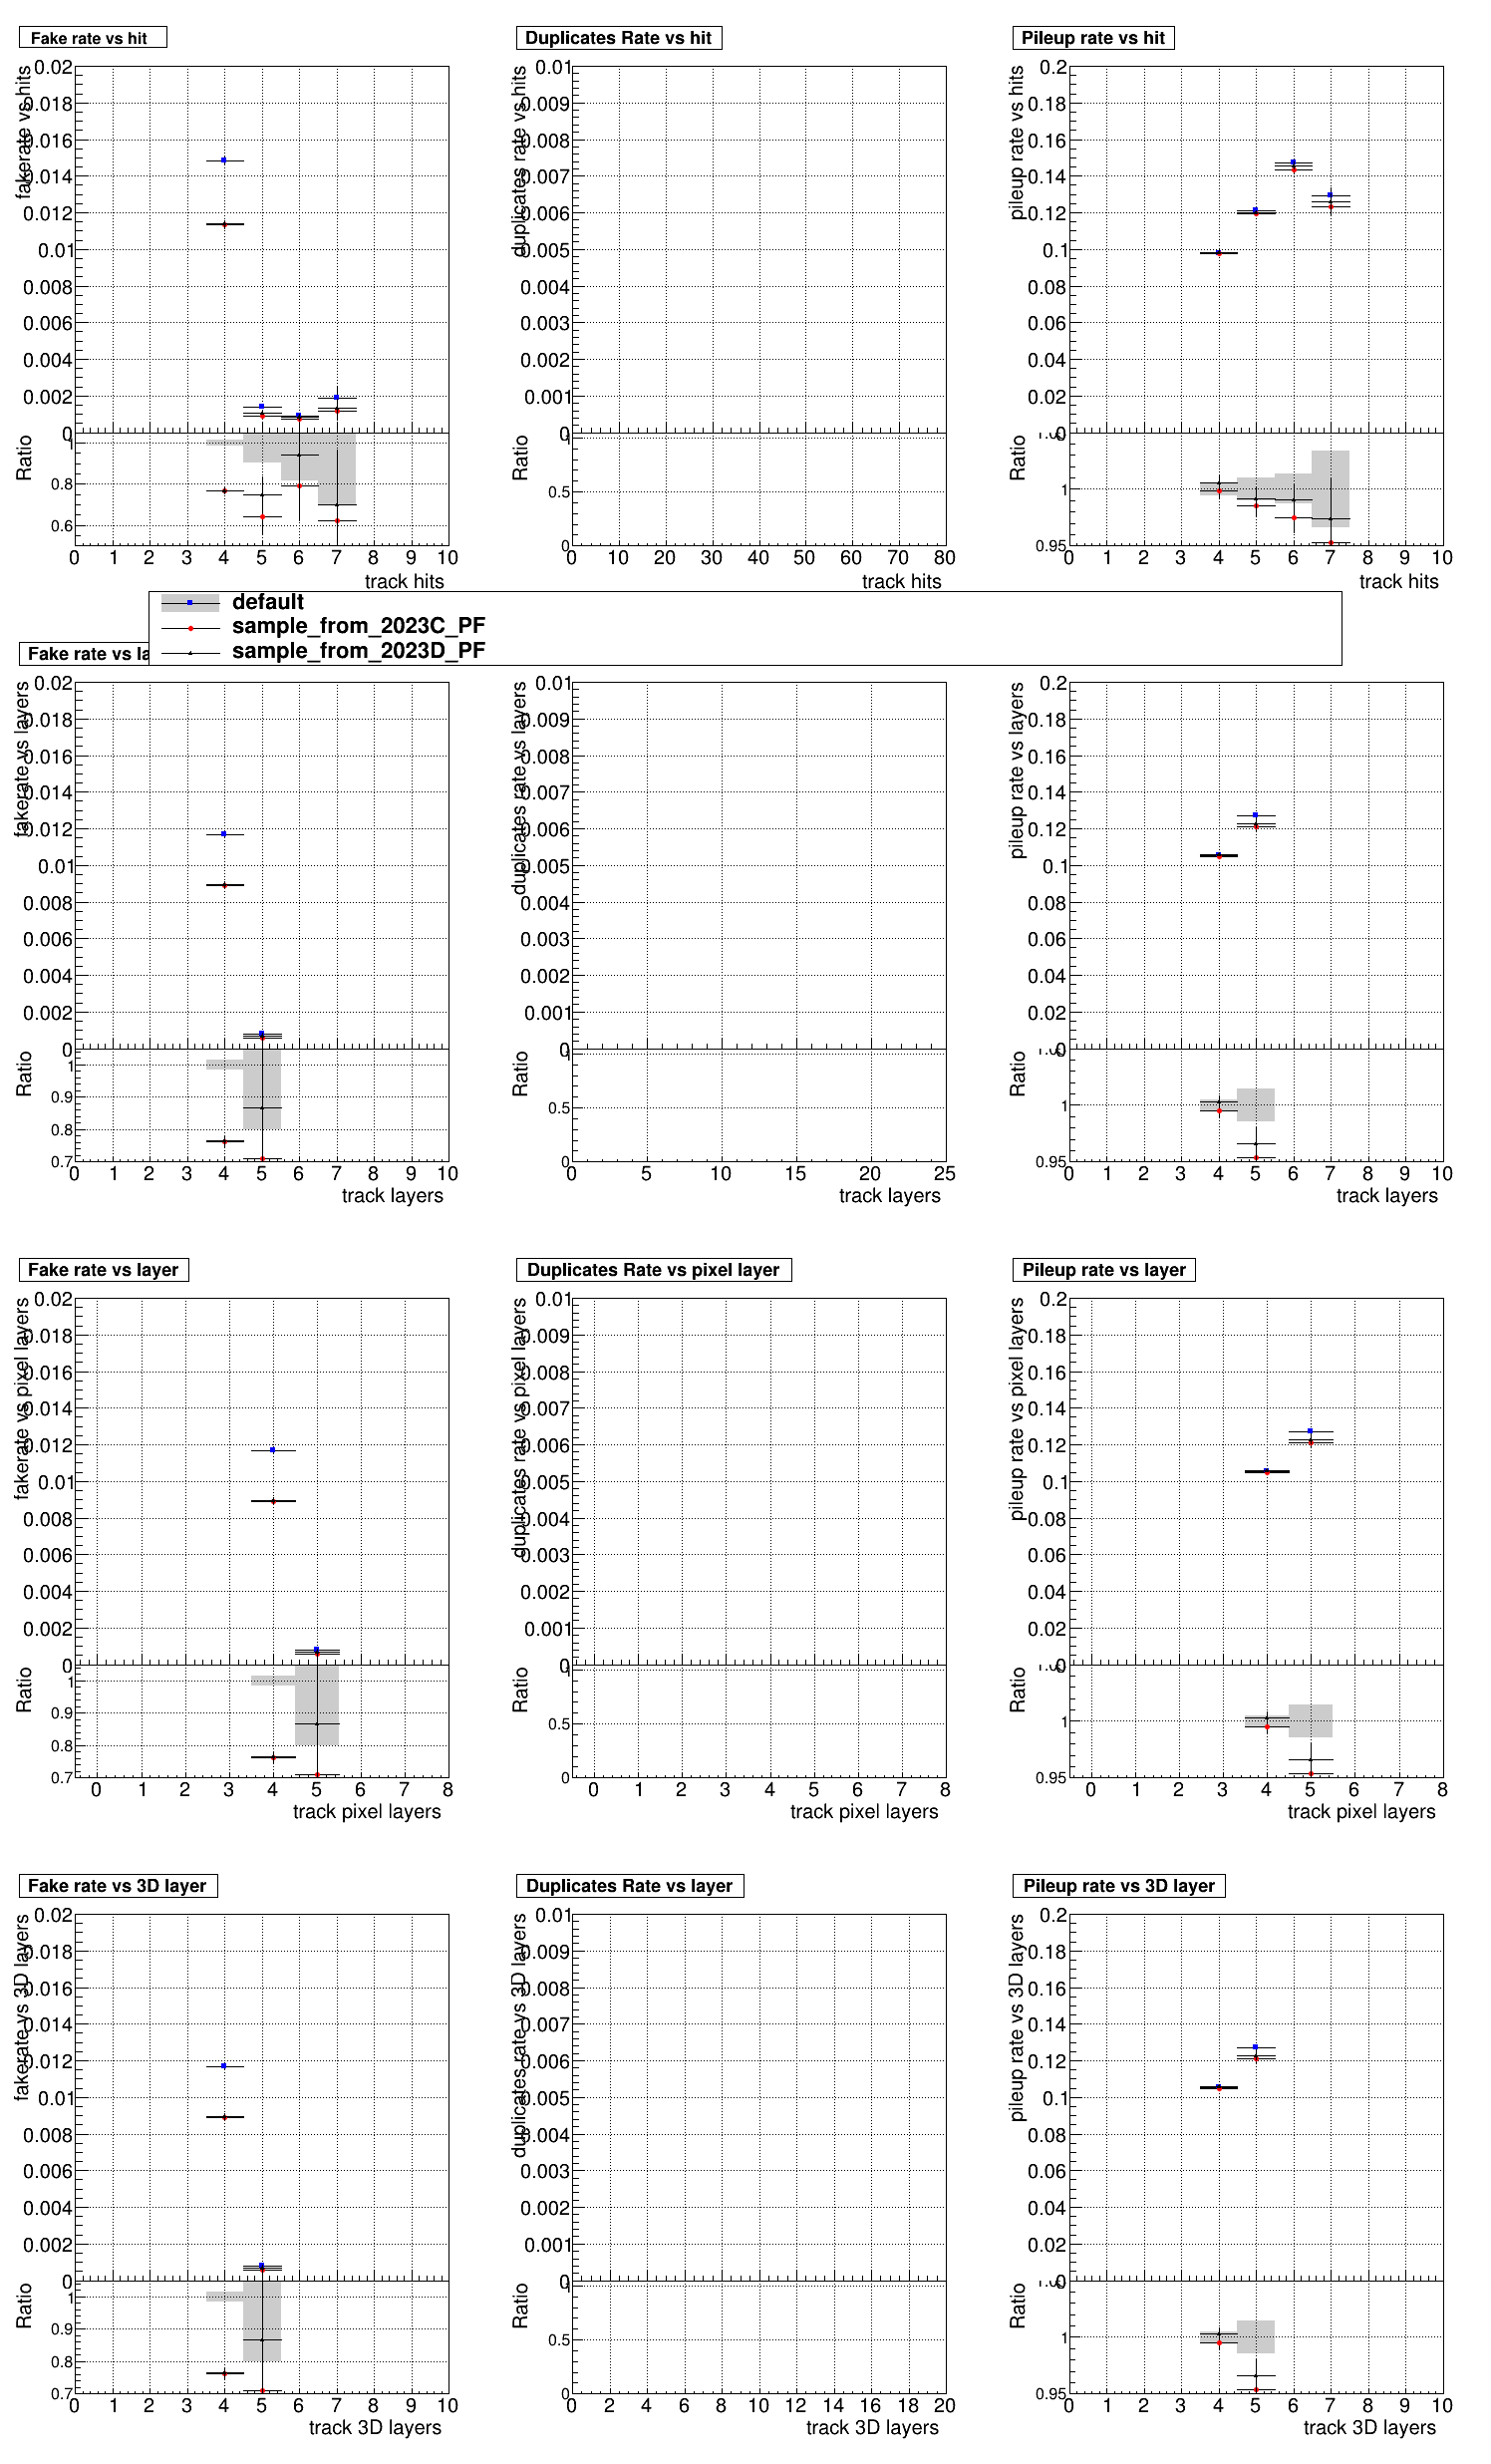 Fake rate vs hit
Duplicates Rate vs hit
Pileup rate vs hit
fakerate vs hits
0.02
0.018
0.016
0.014
0.012
0.01
0.008
0.006
0.004
0.002
0
Ratio
1
0.8
0.6
0 1 2 3 4 5 6 7 8 9 10
track hits
duplicates rate vs hits
0.01
0.009
0.008
0.007
0.006
0.005
0.004
0.003
0.002
0.001
0
Ratio
1
0.5
0
0 10 20 30 40 50 60 70 80
track hits
pileup rate vs hits
0.2
0.18
0.16
0.14
0.12
0.1
0.08
0.06
0.04
0.02
0
Ratio
1
0.95
0 1 2 3 4 5 6 7 8 9 10
track hits
default
sample_from_2023C_PF
sample_from_2023D_PF
Fake rate vs la
fakerate vs layers
0.02
0.018
0.016
0.014
0.012
0.01
0.008
0.006
0.004
0.002
0
Ratio
1
0.9
0.8
0.7
0 1 2 3 4 5 6 7 8 9 10
track layers
duplicates rate vs layers
0.01
0.009
0.008
0.007
0.006
0.005
0.004
0.003
0.002
0.001
0
Ratio
1
0.5
0
0 5 10 15 20 25
track layers
pileup rate vs layers
0.2
0.18
0.16
0.14
0.12
0.1
0.08
0.06
0.04
0.02
0
Ratio
1
0.95
0 1 2 3 4 5 6 7 8 9 10
track layers
Fake rate vs layer
Duplicates Rate vs pixel layer
Pileup rate vs layer
fakerate vs pixel layers
0.02
0.018
0.016
0.014
0.012
0.01
0.008
0.006
0.004
0.002
0
Ratio
1
0.9
0.8
0.7
0 1 2 3 4 5 6 7 8
track pixel layers
duplicates rate vs pixel layers
0.01
0.009
0.008
0.007
0.006
0.005
0.004
0.003
0.002
0.001
0
Ratio
1
0.5
0
0 1 2 3 4 5 6 7 8
track pixel layers
pileup rate vs pixel layers
0.2
0.18
0.16
0.14
0.12
0.1
0.08
0.06
0.04
0.02
0
Ratio
1
0.95
0 1 2 3 4 5 6 7 8
track pixel layers
Fake rate vs 3D layer
Duplicates Rate vs layer
Pileup rate vs 3D layer
fakerate vs 3D layers
0.02
0.018
0.016
0.014
0.012
0.01
0.008
0.006
0.004
0.002
0
Ratio
1
0.9
0.8
0.7
0 1 2 3 4 5 6 7 8 9 10
track 3D layers
duplicates rate vs 3D layers
0.01
0.009
0.008
0.007
0.006
0.005
0.004
0.003
0.002
0.001
0
Ratio
1
0.5
0
0 2 4 6 8 10 12 14 16 18 20
track 3D layers
pileup rate vs 3D layers
0.2
0.18
0.16
0.14
0.12
0.1
0.08
0.06
0.04
0.02
0
Ratio
1
0.95
0 1 2 3 4 5 6 7 8 9 10
track 3D layers